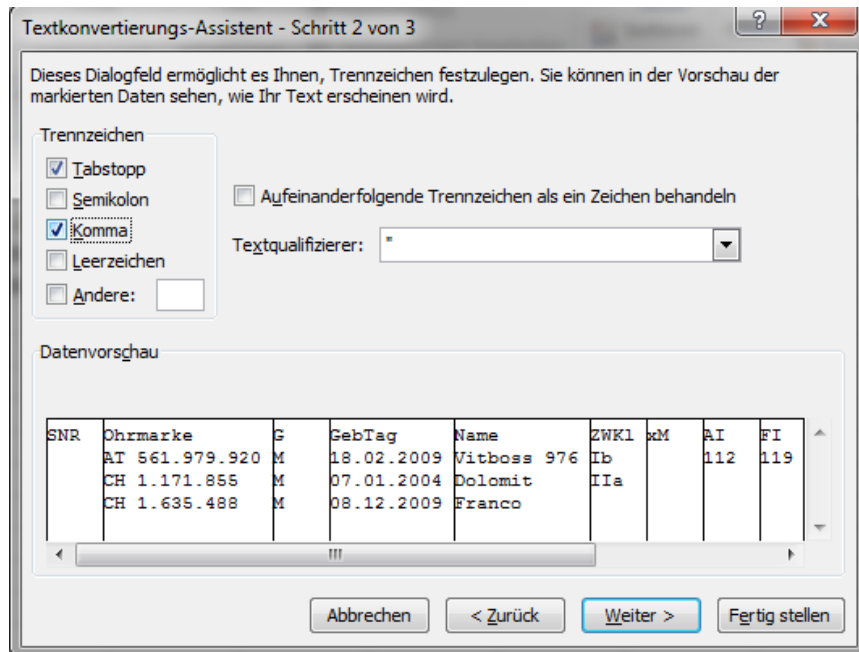 Textkonvertierungs-Assistent - Schritt 2 von 3
Dieses Dialogfeld ermöglicht es Ihnen, Trennzeichen festzulegen. Sie können in der Vorschau der
markierten Daten sehen, wie Ihr Text erscheinen wird.
Trennzeichen
Tabstopp
Semikolon
Komma
Leerzeichen
Andere:
Aufeinanderfolgende Trennzeichen als ein Zeichen behandeln
Textqualifizierer: "
Datenvorschau
SNR Ohrmarke G GebTag Name ZWKl xM AI FI
AT 561.979.920 M 18.02.2009 Vitboss 976 Ib 112 119
CH 1.171.855 M 07.01.2004 Dolomit IIa
CH 1.635.488 M 08.12.2009 Franco
Abbrechen < Zurück Weiter > Fertig stellen